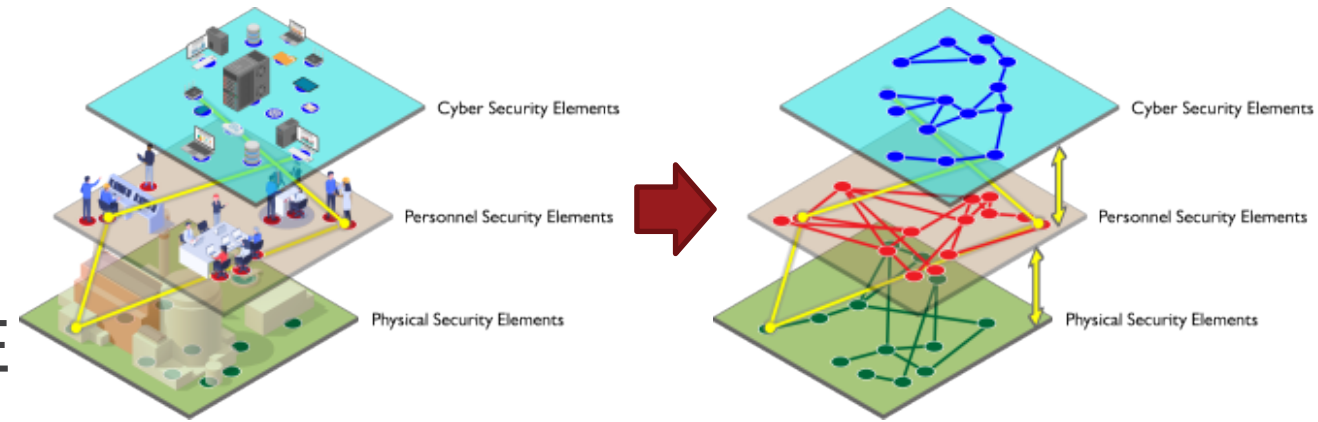 Cyber Security Elements
Cyber Security Elements
Personnel Security Elements
Personnel Security Elements
Physical Security Elements
Physical Security Elements
E